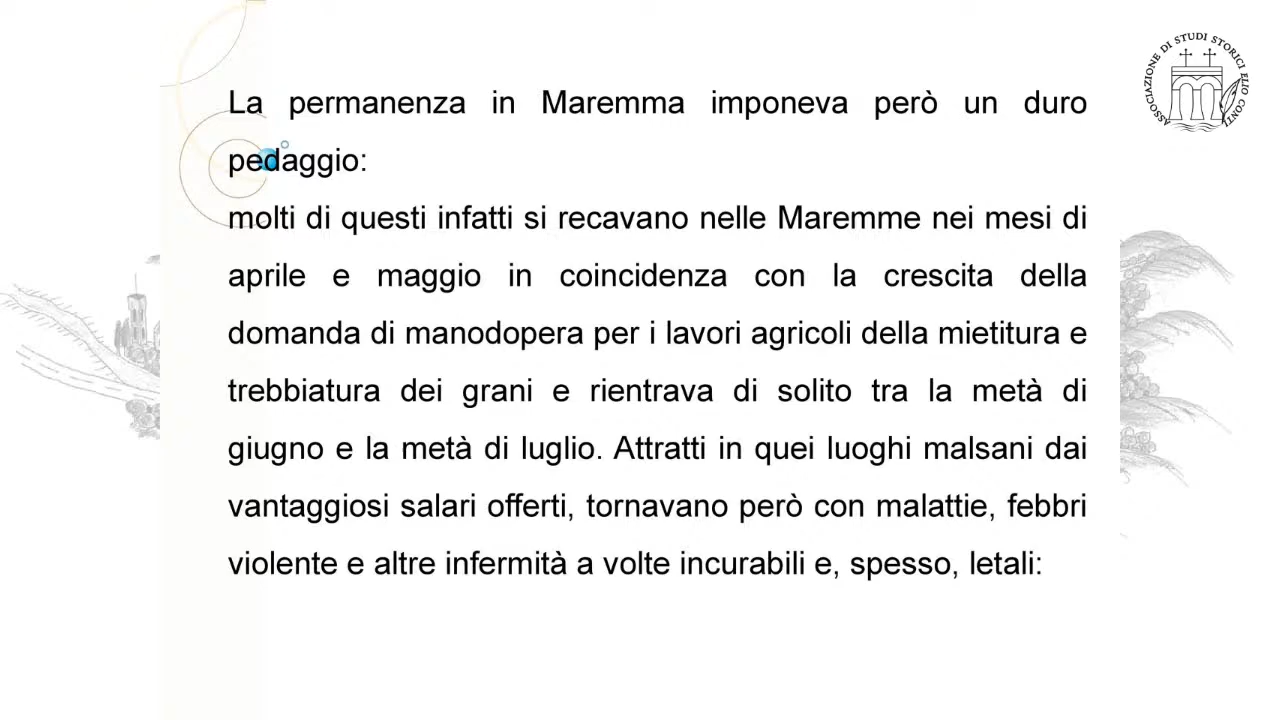 La permanenza in Maremma imponeva però un duro
pedaggio:
molti di questi infatti si recavano nelle Maremme nei mesi di
aprile e maggio in coincidenza con la crescita della
domanda di manodopera per i lavori agricoli della mietitura e
trebbiatura dei grani e rientrava di solito tra la metà di
giugno e la metà di luglio. Attratti in quei luoghi malsani dai
vantaggiosi salari offerti, tornavano però con malattie, febbri
violente e altre infermità a volte incurabili e, spesso, letali:
ASSOCIAZIONE DI STUDI STORICI ELIO CONTI